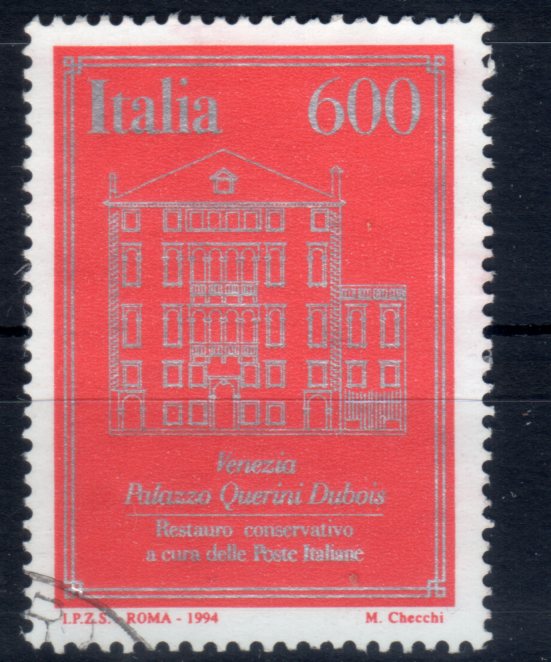 Italia 600
Venezia
Palazzo Querini Dubois
Restauro conservativo
a cura delle Poste Italiane
I.P.Z.S. - ROMA - 1994 M. Checchi